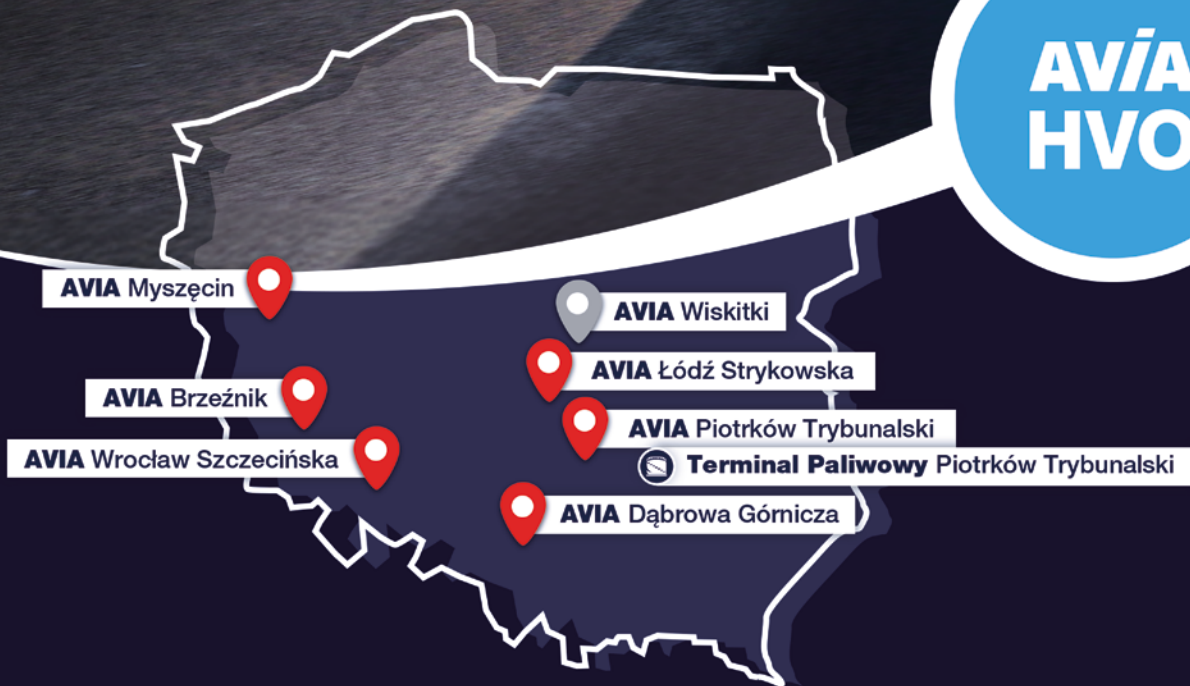 AVIA
HVO
AVIA Myszęcin
AVIA Wiskitki
AVIA Łódź Strykowska
AVIA Brzeźnik
AVIA Piotrków Trybunalski
AVIA Wrocław Szczecińska
Terminal Paliwowy Piotrków Trybunalski
AVIA Dąbrowa Górnicza